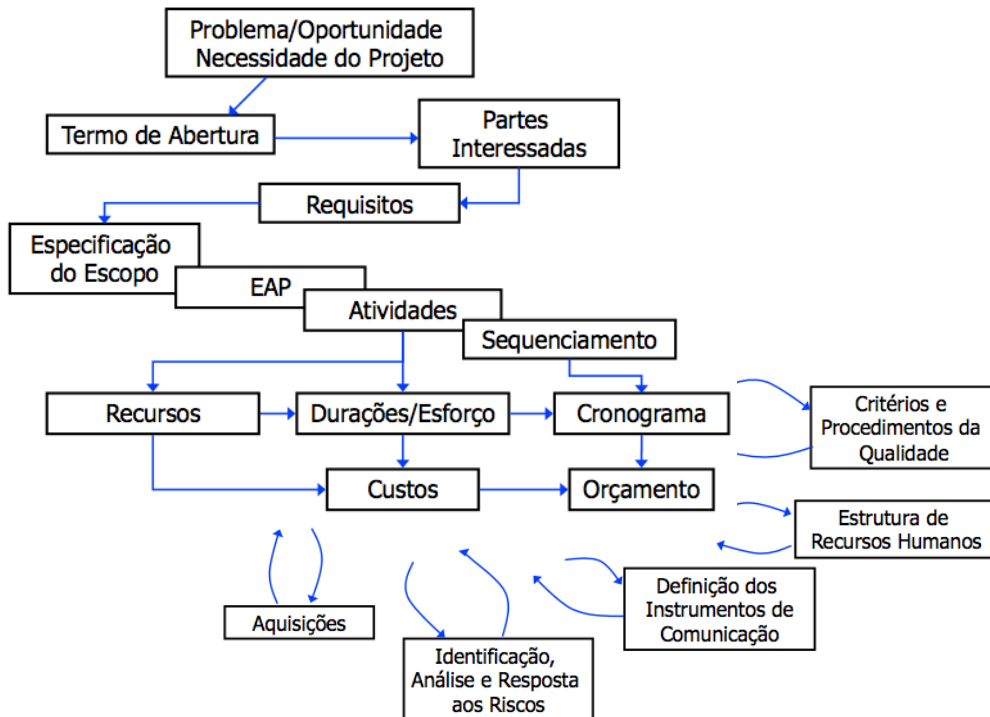 Problema/Oportunidade
Necessidade do Projeto
Termo de Abertura
Partes
Interessadas
Requisitos
Especificação
do Escopo
EAP
Atividades
Sequenciamento
Recursos
Durações/Esforço
Cronograma
Critérios e
Procedimentos da
Qualidade
Custos
Orçamento
Estrutura de
Recursos Humanos
Definição dos
Instrumentos de
Comunicação
Aquisições
Identificação,
Análise e Resposta
aos Riscos